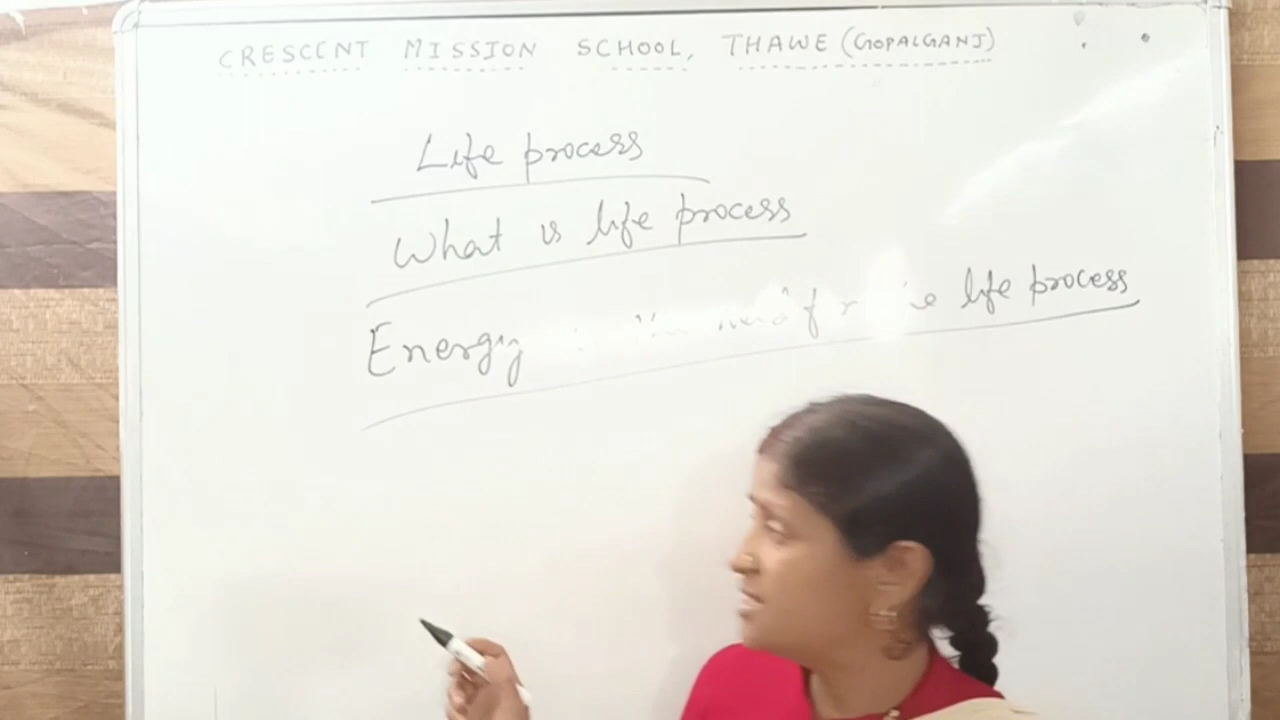 CRESCENT MISSION SCHOOL, THAWE (GOPALGANJ)
Life process
What is life process
Energy life process